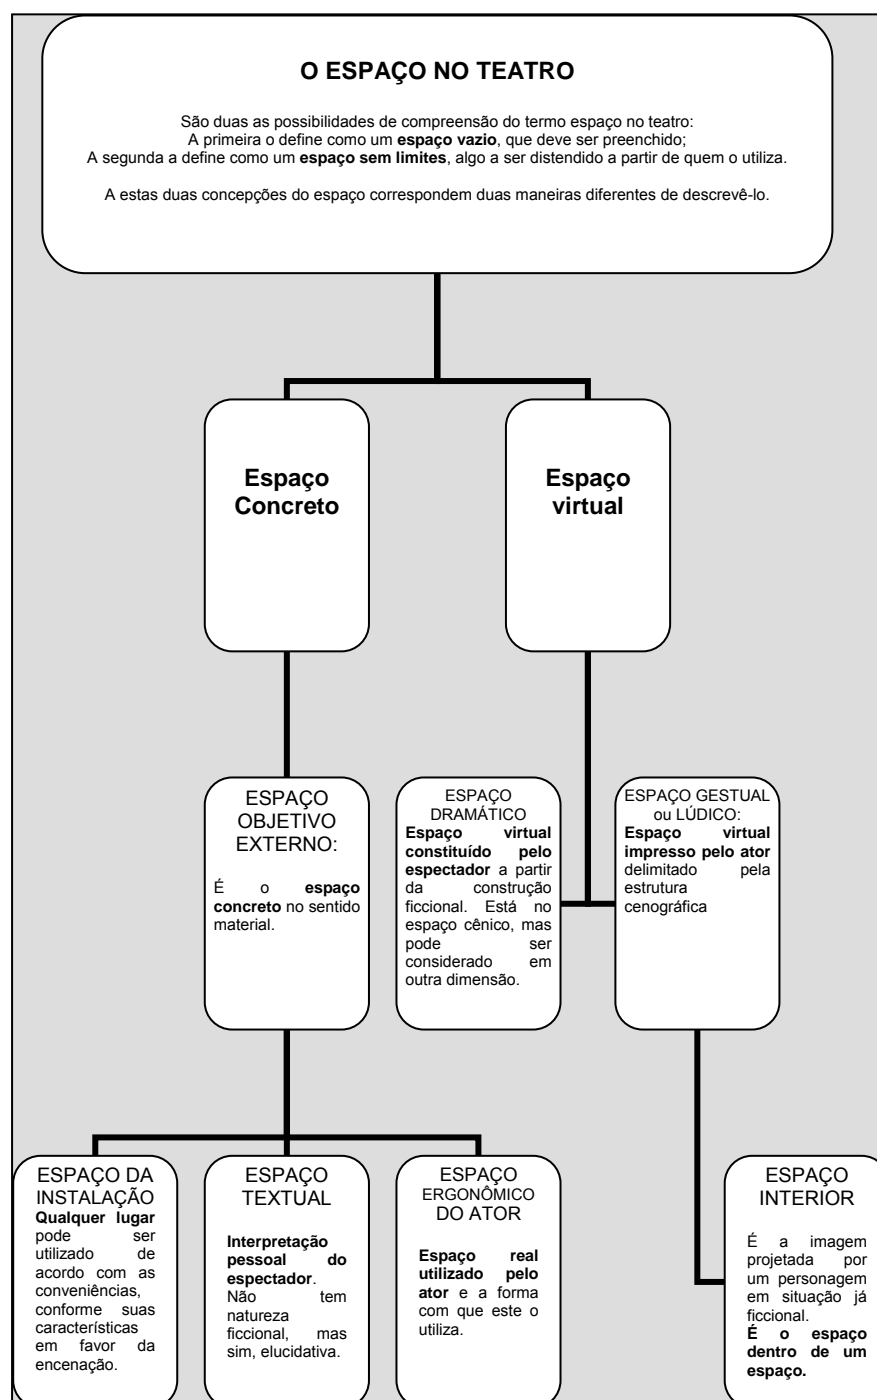 O ESPAÇO NO TEATRO
São duas as possibilidades de compreensão do termo espaço no teatro:
A primeira o define como um espaço vazio, que deve ser preenchido;
A segunda a define como um espaço sem limites, algo a ser distendido a partir de quem o utiliza.
A estas duas concepções do espaço correspondem duas maneiras diferentes de descrevê-lo.
Espaço
Concreto
Espaço
virtual
ESPAÇO
OBJETIVO
EXTERNO:
É o espaço
concreto no sentido
material.
ESPAÇO
DRAMÁTICO
Espaço virtual
constituído pelo
espectador a partir
da construção
ficcional. Está no
espaço cênico, mas
pode ser
considerado em
outra dimensão.
ESPAÇO GESTUAL
ou LÚDICO:
Espaço virtual
impresso pelo ator
delimitado pela
estrutura
cenográfica
ESPAÇO DA
INSTALAÇÃO
Qualquer lugar
pode ser
utilizado de
acordo com as
conveniências,
conforme suas
características
em favor da
encenação.
ESPAÇO
TEXTUAL
Interpretação
pessoal do
espectador.
Não tem
natureza
ficcional, mas
sim, elucidativa.
ESPAÇO
ERGONÔMICO
DO ATOR
Espaço real
utilizado pelo
ator e a forma
com que este o
utiliza.
ESPAÇO
INTERIOR
É a imagem
projetada por
um personagem
em situação já
ficcional.
É o espaço
dentro de um
espaço.